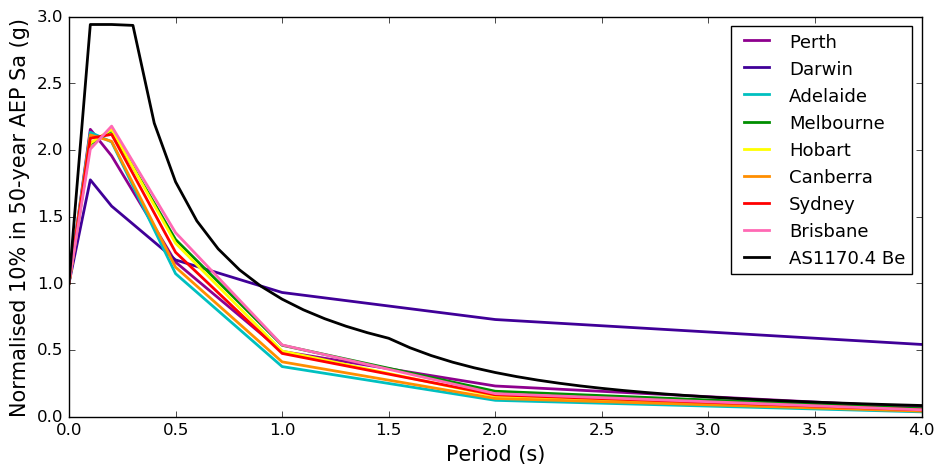 Normalised 10% in 50-year AEP Sa (g)
3.0
2.5
2.0
1.5
1.0
0.5
0.0
0.0 0.5 1.0 1.5 2.0 2.5 3.0 3.5 4.0
Period (s)
Perth
Darwin
Adelaide
Melbourne
Hobart
Canberra
Sydney
Brisbane
AS1170.4 Be